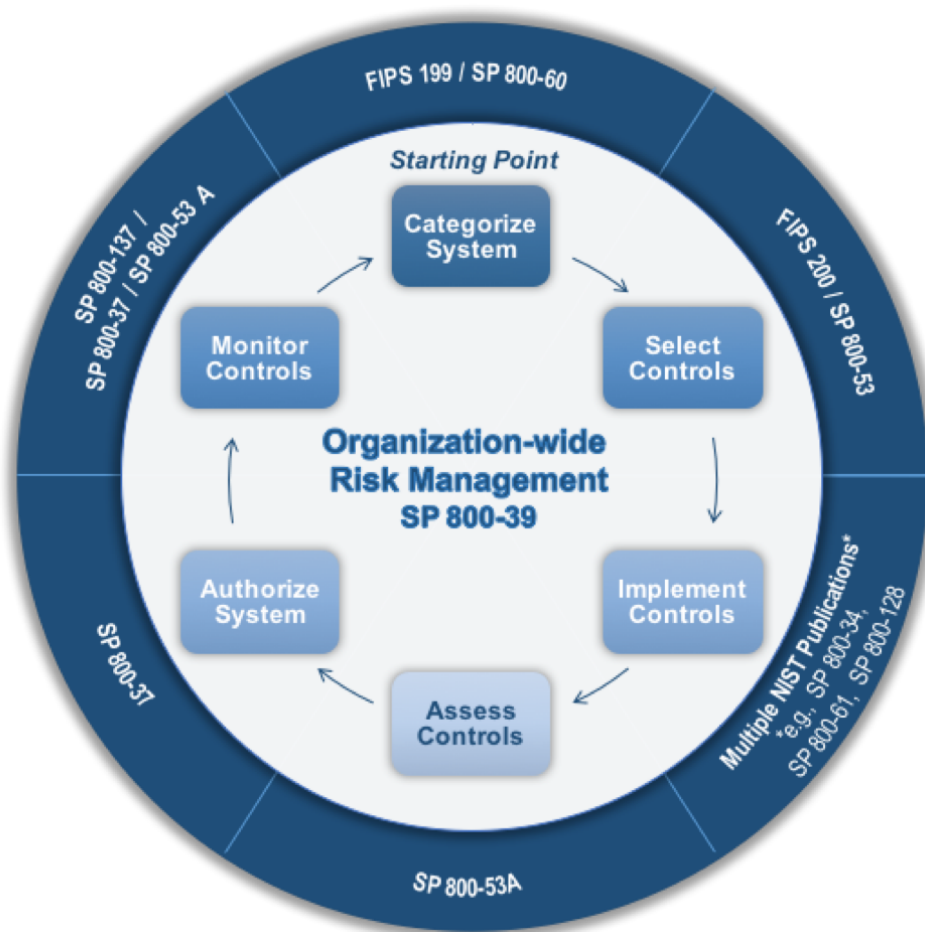 FIPS 199 / SP 800-60
Starting Point
Categorize
System
FIPS 200 / SP 800-53
Select
Controls
Multiple NIST Publications*
*e.g., SP 800-34,
SP 800-61, SP 800-128
Implement
Controls
SP 800-53A
Assess
Controls
SP 800-37
Authorize
System
SP 800-137 /
SP 800-37 / SP 800-53 A
Monitor
Controls
Organization-wide
Risk Management
SP 800-39